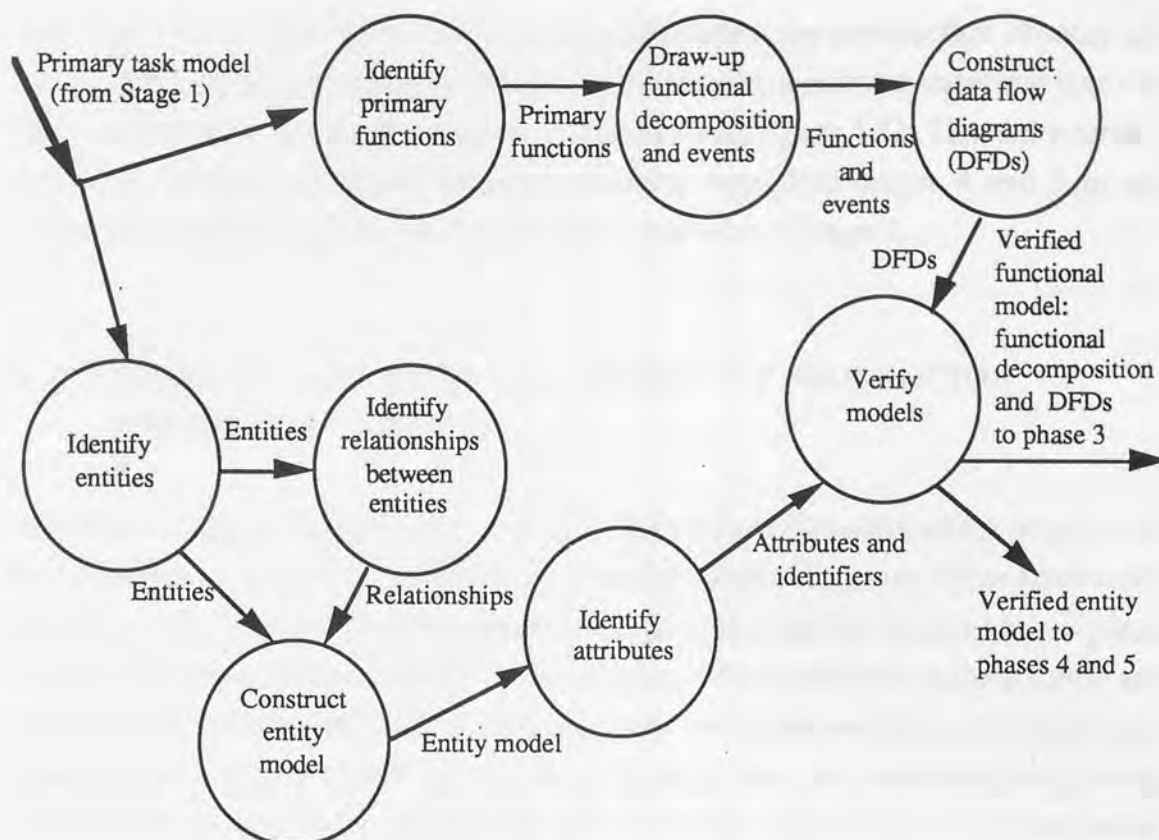 Primary task model
(from Stage 1)
Identify
primary
functions
Primary
functions
Draw-up
functional
decomposition
and events
Functions
and
events
Construct
data flow
diagrams
(DFDs)
DFDs
Verified
functional
model:
functional
decomposition
and DFDs
to phase 3
Verify
models
Identify
entities
Entities
Identify
relationships
between
entities
Entities
Relationships
Construct
entity
model
Entity model
Identify
attributes
Attributes and
identifiers
Verified entity
model to
phases 4 and 5